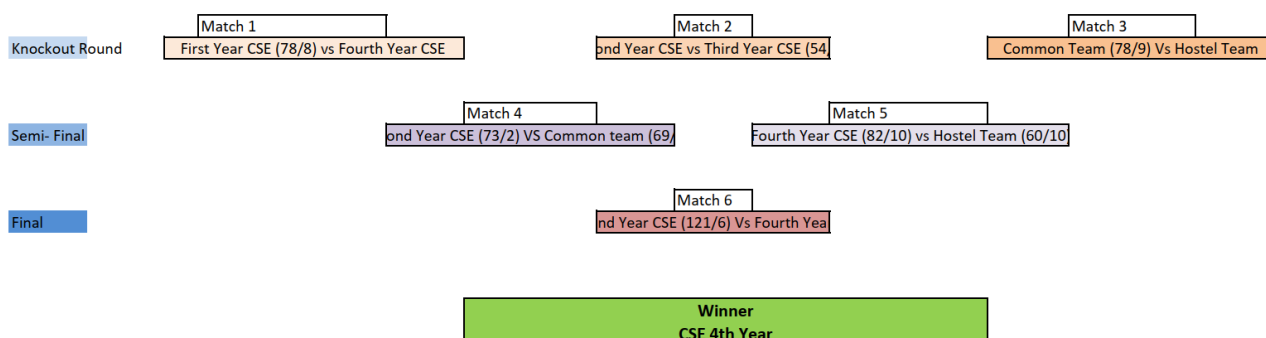 Match 1 Match 2 Match 3
Knockout Round First Year CSE (78/8) vs Fourth Year CSE ond Year CSE vs Third Year CSE (54, Common Team (78/9) Vs Hostel Team
Match 4 Match 5
Semi- Final ond Year CSE (73/2) VS Common team (69/ Fourth Year CSE (82/10) vs Hostel Team (60/10)
Match 6
Final nd Year CSE (121/6) Vs Fourth Yea
Winner
CSE 4th Year